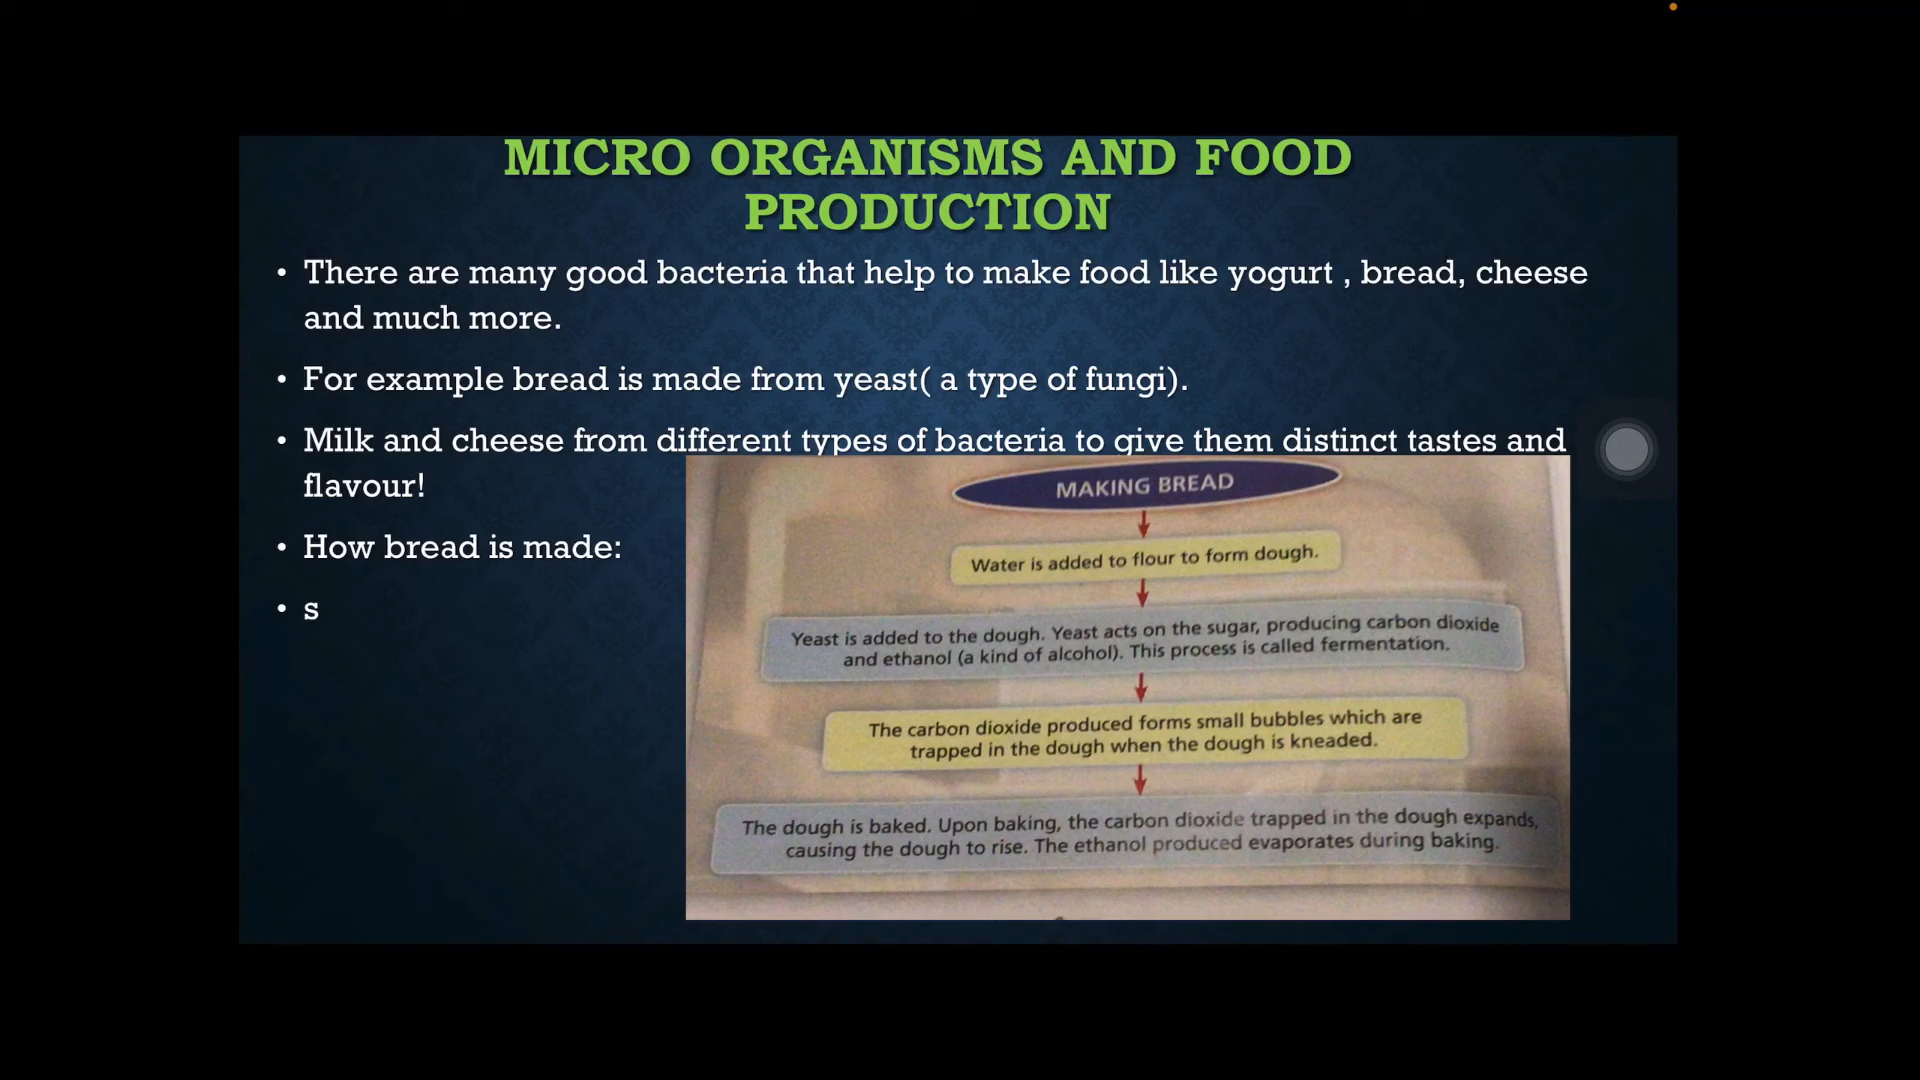 MICRO ORGANISMS AND FOOD
PRODUCTION
• There are many good bacteria that help to make food like yogurt , bread, cheese
and much more.
• For example bread is made from yeast( a type of fungi).
• Milk and cheese from different types of bacteria to give them distinct tastes and
flavour!
• How bread is made:
• s
MAKING BREAD
Water is added to flour to form dough.
Yeast is added to the dough. Yeast acts on the sugar, producing carbon dioxide
and ethanol (a kind of alcohol). This process is called fermentation.
The carbon dioxide produced forms small bubbles which are
trapped in the dough when the dough is kneaded.
The dough is baked. Upon baking, the carbon dioxide trapped in the dough expands,
causing the dough to rise. The ethanol produced evaporates during baking.